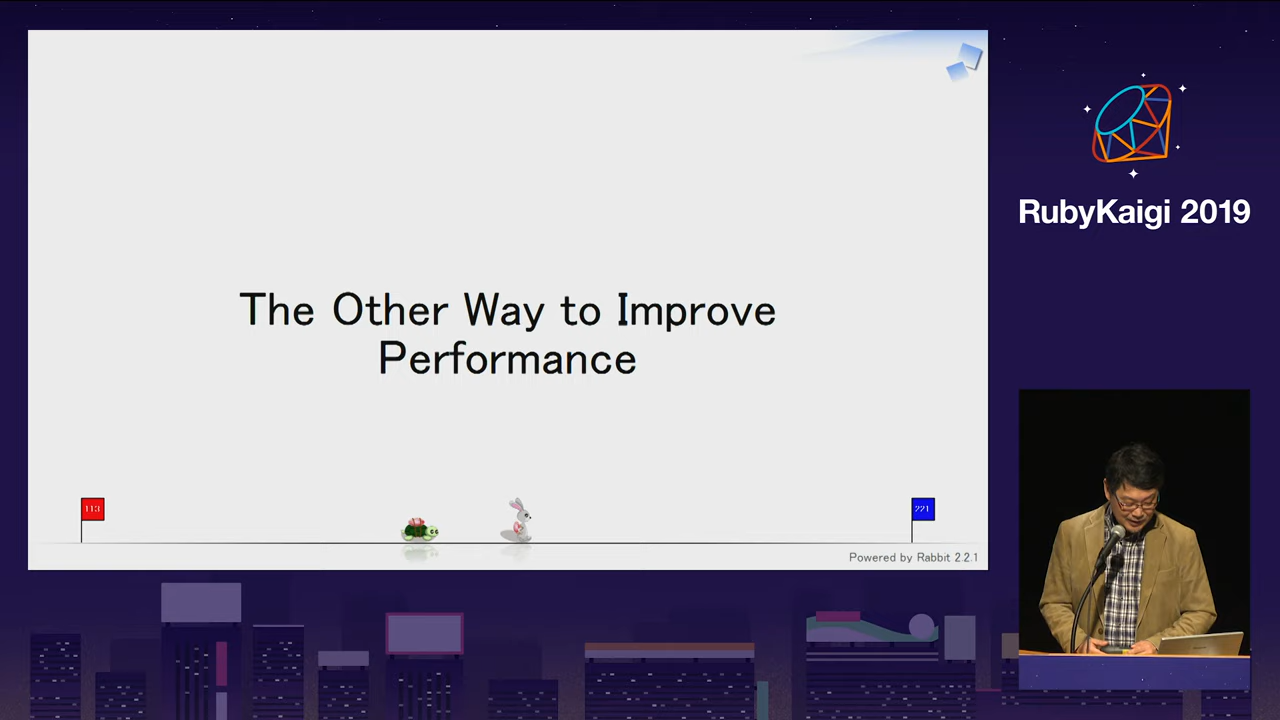 The Other Way to Improve
Performance
113
221
Powered by Rabbit 2.2.1
RubyKaigi 2019